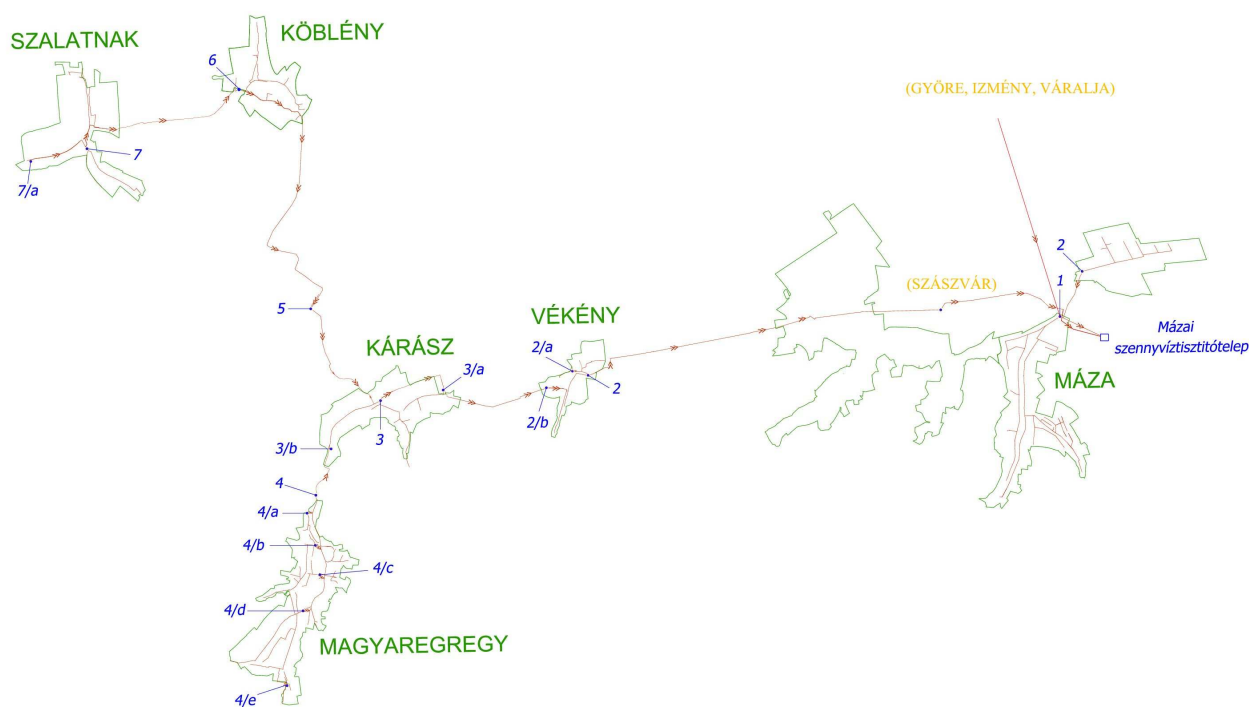 SZALATNAK
KÖBLÉNY
6
7
7/a
(GYÖRE, IZMÉNY, VÁRALJA)
2
1
5
(SZÁSZVÁR)
VÉKÉNY
KÁRÁSZ
2/a
3/a
2
2/b
3
3/b
Mázai
szennyvíztisztitótelep
MÁZA
4
4/a
4/b
4/c
4/d
MAGYAREGREGY
4/e